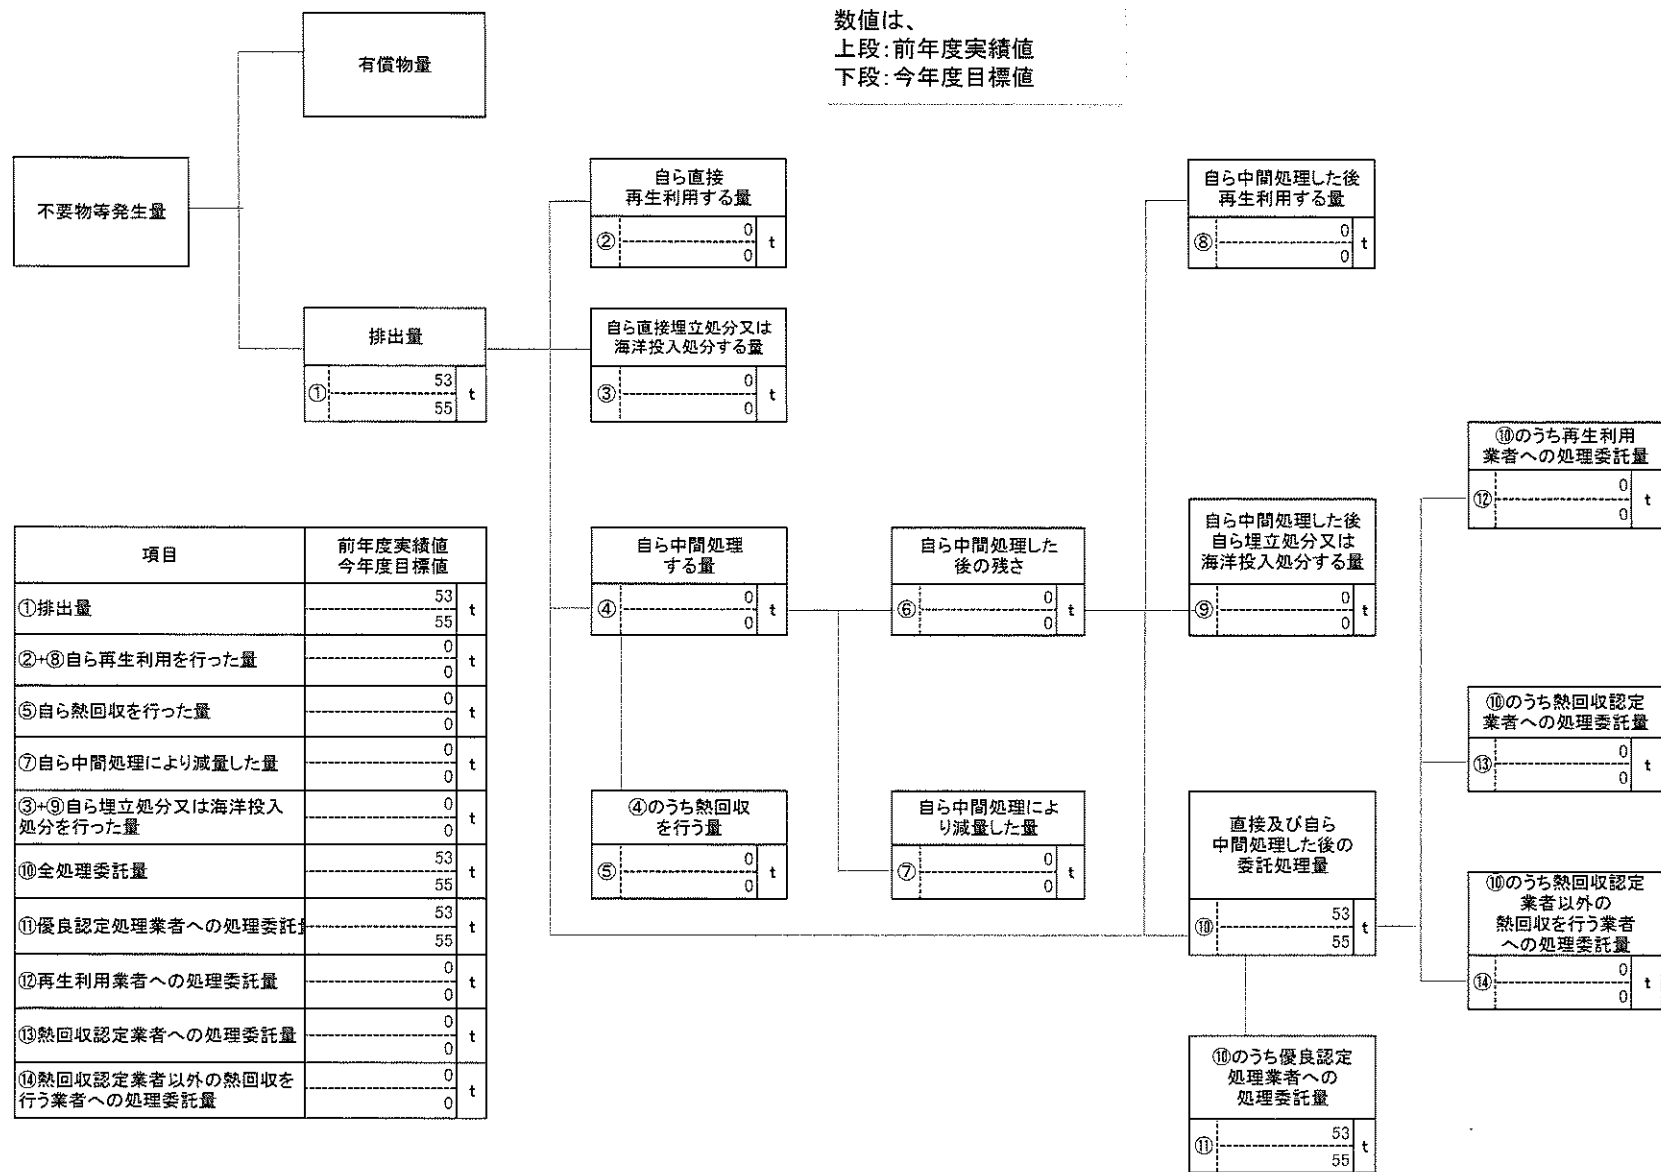 数値は、
上段:前年度実績値
下段:今年度目標値
有償物量
不要物等発生量
排出量
①
53
55
t
自ら直接
再生利用する量
②
0
0
t
自ら直接埋立処分又は
海洋投入処分する量
③
0
0
t
自ら中間処理
する量
④
0
0
t
④のうち熱回収
を行う量
⑤
0
0
t
自ら中間処理した
後の残さ
⑥
0
0
t
自ら中間処理によ
り減量した量
⑦
0
0
t
自ら中間処理した後
再生利用する量
⑧
0
0
t
自ら中間処理した後
自ら埋立処分又は
海洋投入処分する量
⑨
0
0
t
直接及び自ら
中間処理した後の
委託処理量
⑩
53
55
t
⑩のうち優良認定
処理業者への
処理委託量
⑪
53
55
t
⑩のうち再生利用
業者への処理委託量
⑫
0
0
t
⑩のうち熱回収認定
業者への処理委託量
⑬
0
0
t
⑩のうち熱回収認定
業者以外の
熱回収を行う業者
への処理委託量
⑭
0
0
t
項目
前年度実績値
今年度目標値
①排出量
53
55
t
②+⑧自ら再生利用を行った量
0
0
t
⑤自ら熱回収を行った量
0
0
t
⑦自ら中間処理により減量した量
0
0
t
③+⑨自ら埋立処分又は海洋投入
処分を行った量
0
0
t
⑩全処理委託量
53
55
t
⑪優良認定処理業者への処理委託
53
55
t
⑫再生利用業者への処理委託量
0
0
t
⑬熱回収認定業者への処理委託量
0
0
t
⑭熱回収認定業者以外の熱回収を
行う業者への処理委託量
0
0
t